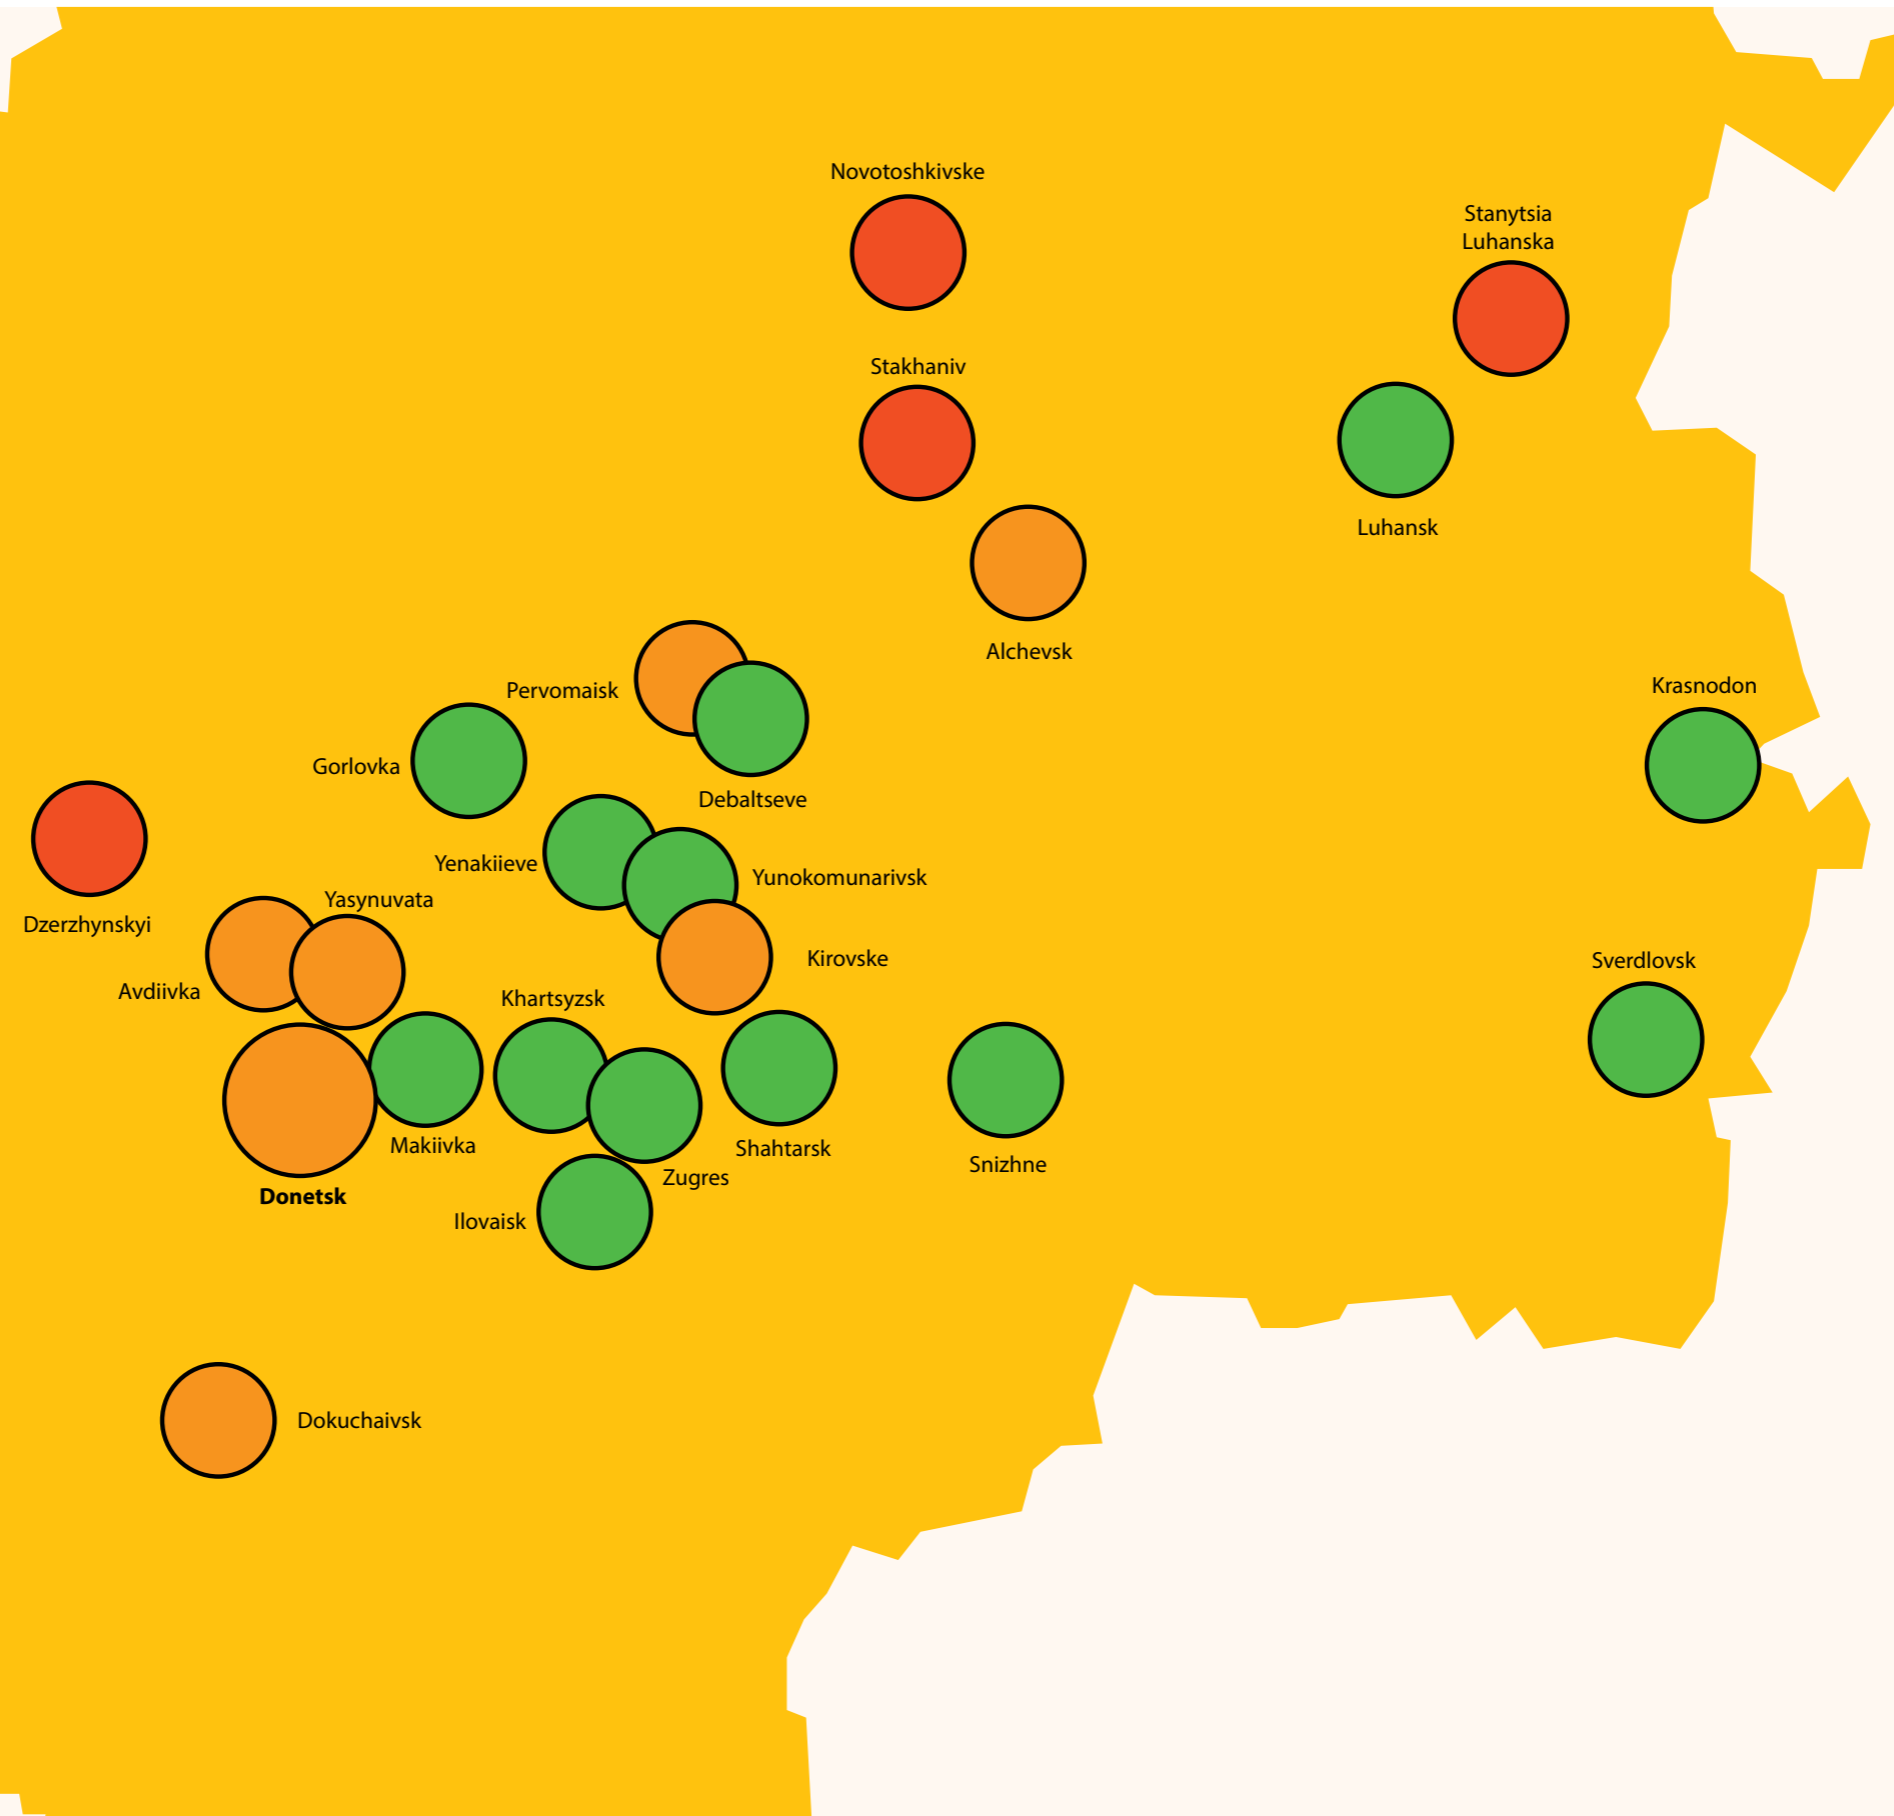 Novotoshkivske
Stanytsia
Luhanska
Stakhaniv
Luhansk
Alchevsk
Krasnodon
Pervomaisk
Gorlovka
Debaltseve
Yenakiieve
Yunokomunarivsk
Yasynuvata
Dzerzhynskyi
Kirovske
Sverdlovsk
Avdiivka
Khartsyzsk
Makiivka
Shahtarsk
Snizhne
Zugres
Donetsk
Ilovaisk
Dokuchaivsk